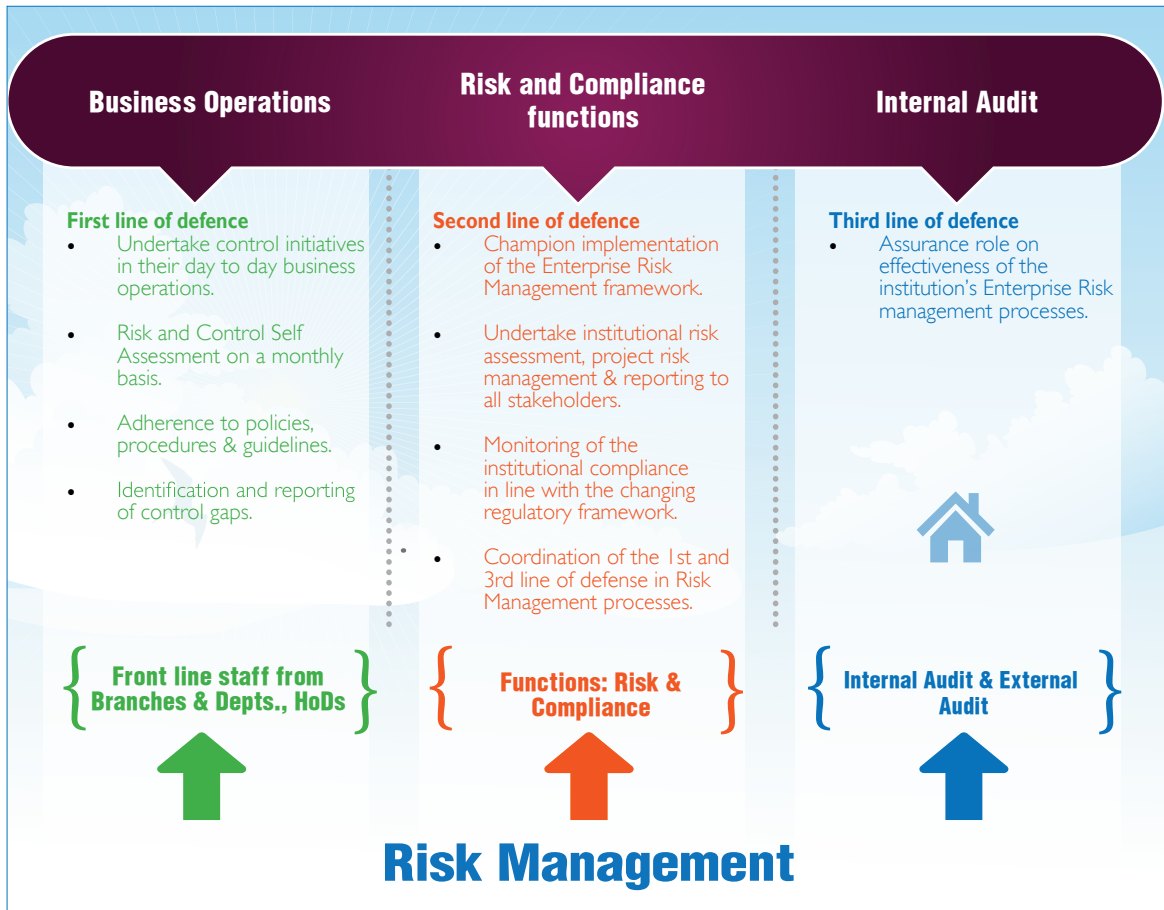 Business Operations
Risk and Compliance
functions
Internal Audit
First line of defence
• Undertake control initiatives
in their day to day business
operations.
• Risk and Control Self
Assessment on a monthly
basis.
• Adherence to policies,
procedures & guidelines.
• Identification and reporting
of control gaps.
Second line of defence
• Champion implementation
of the Enterprise Risk
Management framework.
• Undertake institutional risk
assessment, project risk
management & reporting to
all stakeholders.
• Monitoring of the
institutional compliance
in line with the changing
regulatory framework.
• Coordination of the 1st and
3rd line of defense in Risk
Management processes.
Third line of defence
• Assurance role on
effectiveness of the
institution's Enterprise Risk
management processes.
{ Front line staff from
Branches & Depts., HoDs }
{ Functions: Risk &
Compliance }
{ Internal Audit & External
Audit }
Risk Management